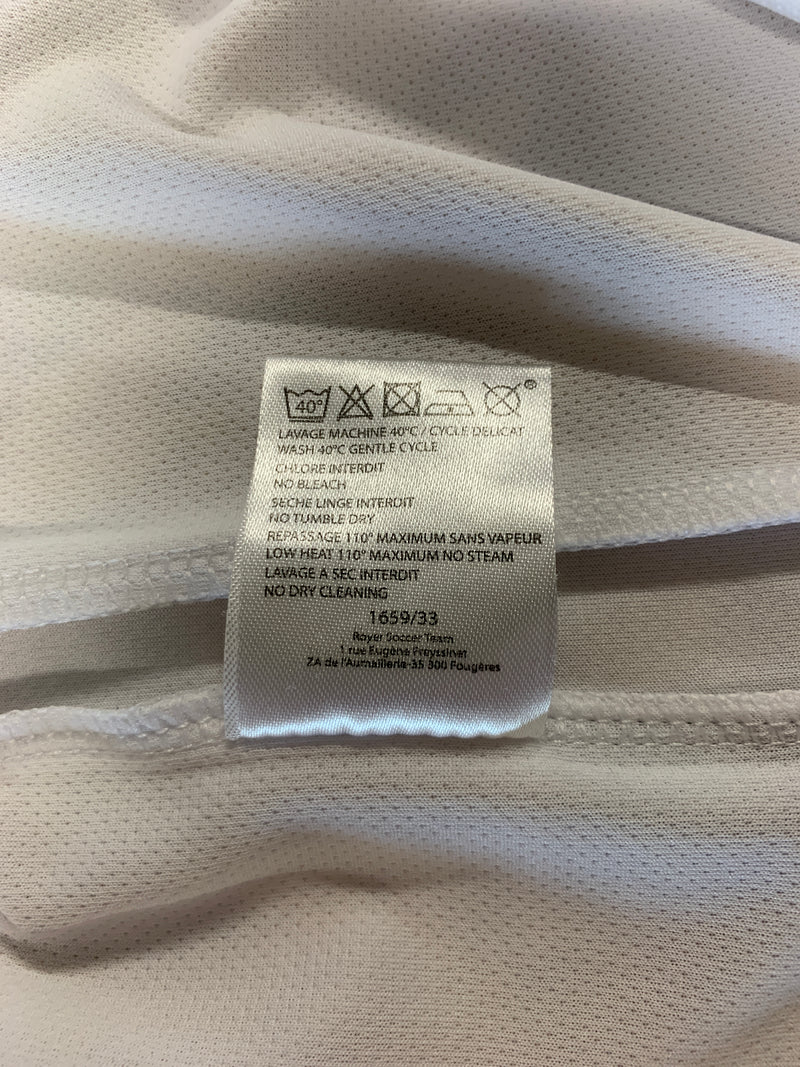 40°
®
LAVAGE MACHINE 40°C / CYCLE DELICAT
WASH 40°C GENTLE CYCLE
CHLORE INTERDIT
NO BLEACH
SECHE LINGE INTERDIT
NO TUMBLE DRY
REPASSAGE 110° MAXIMUM SANS VAPEUR
LOW HEAT 110° MAXIMUM NO STEAM
LAVAGE A SEC INTERDIT
NO DRY CLEANING
1659/33
Royer Soccer Team
1 rue Eugène Freyssinet
ZA de l'Aumaillerie-35 300 Fougères